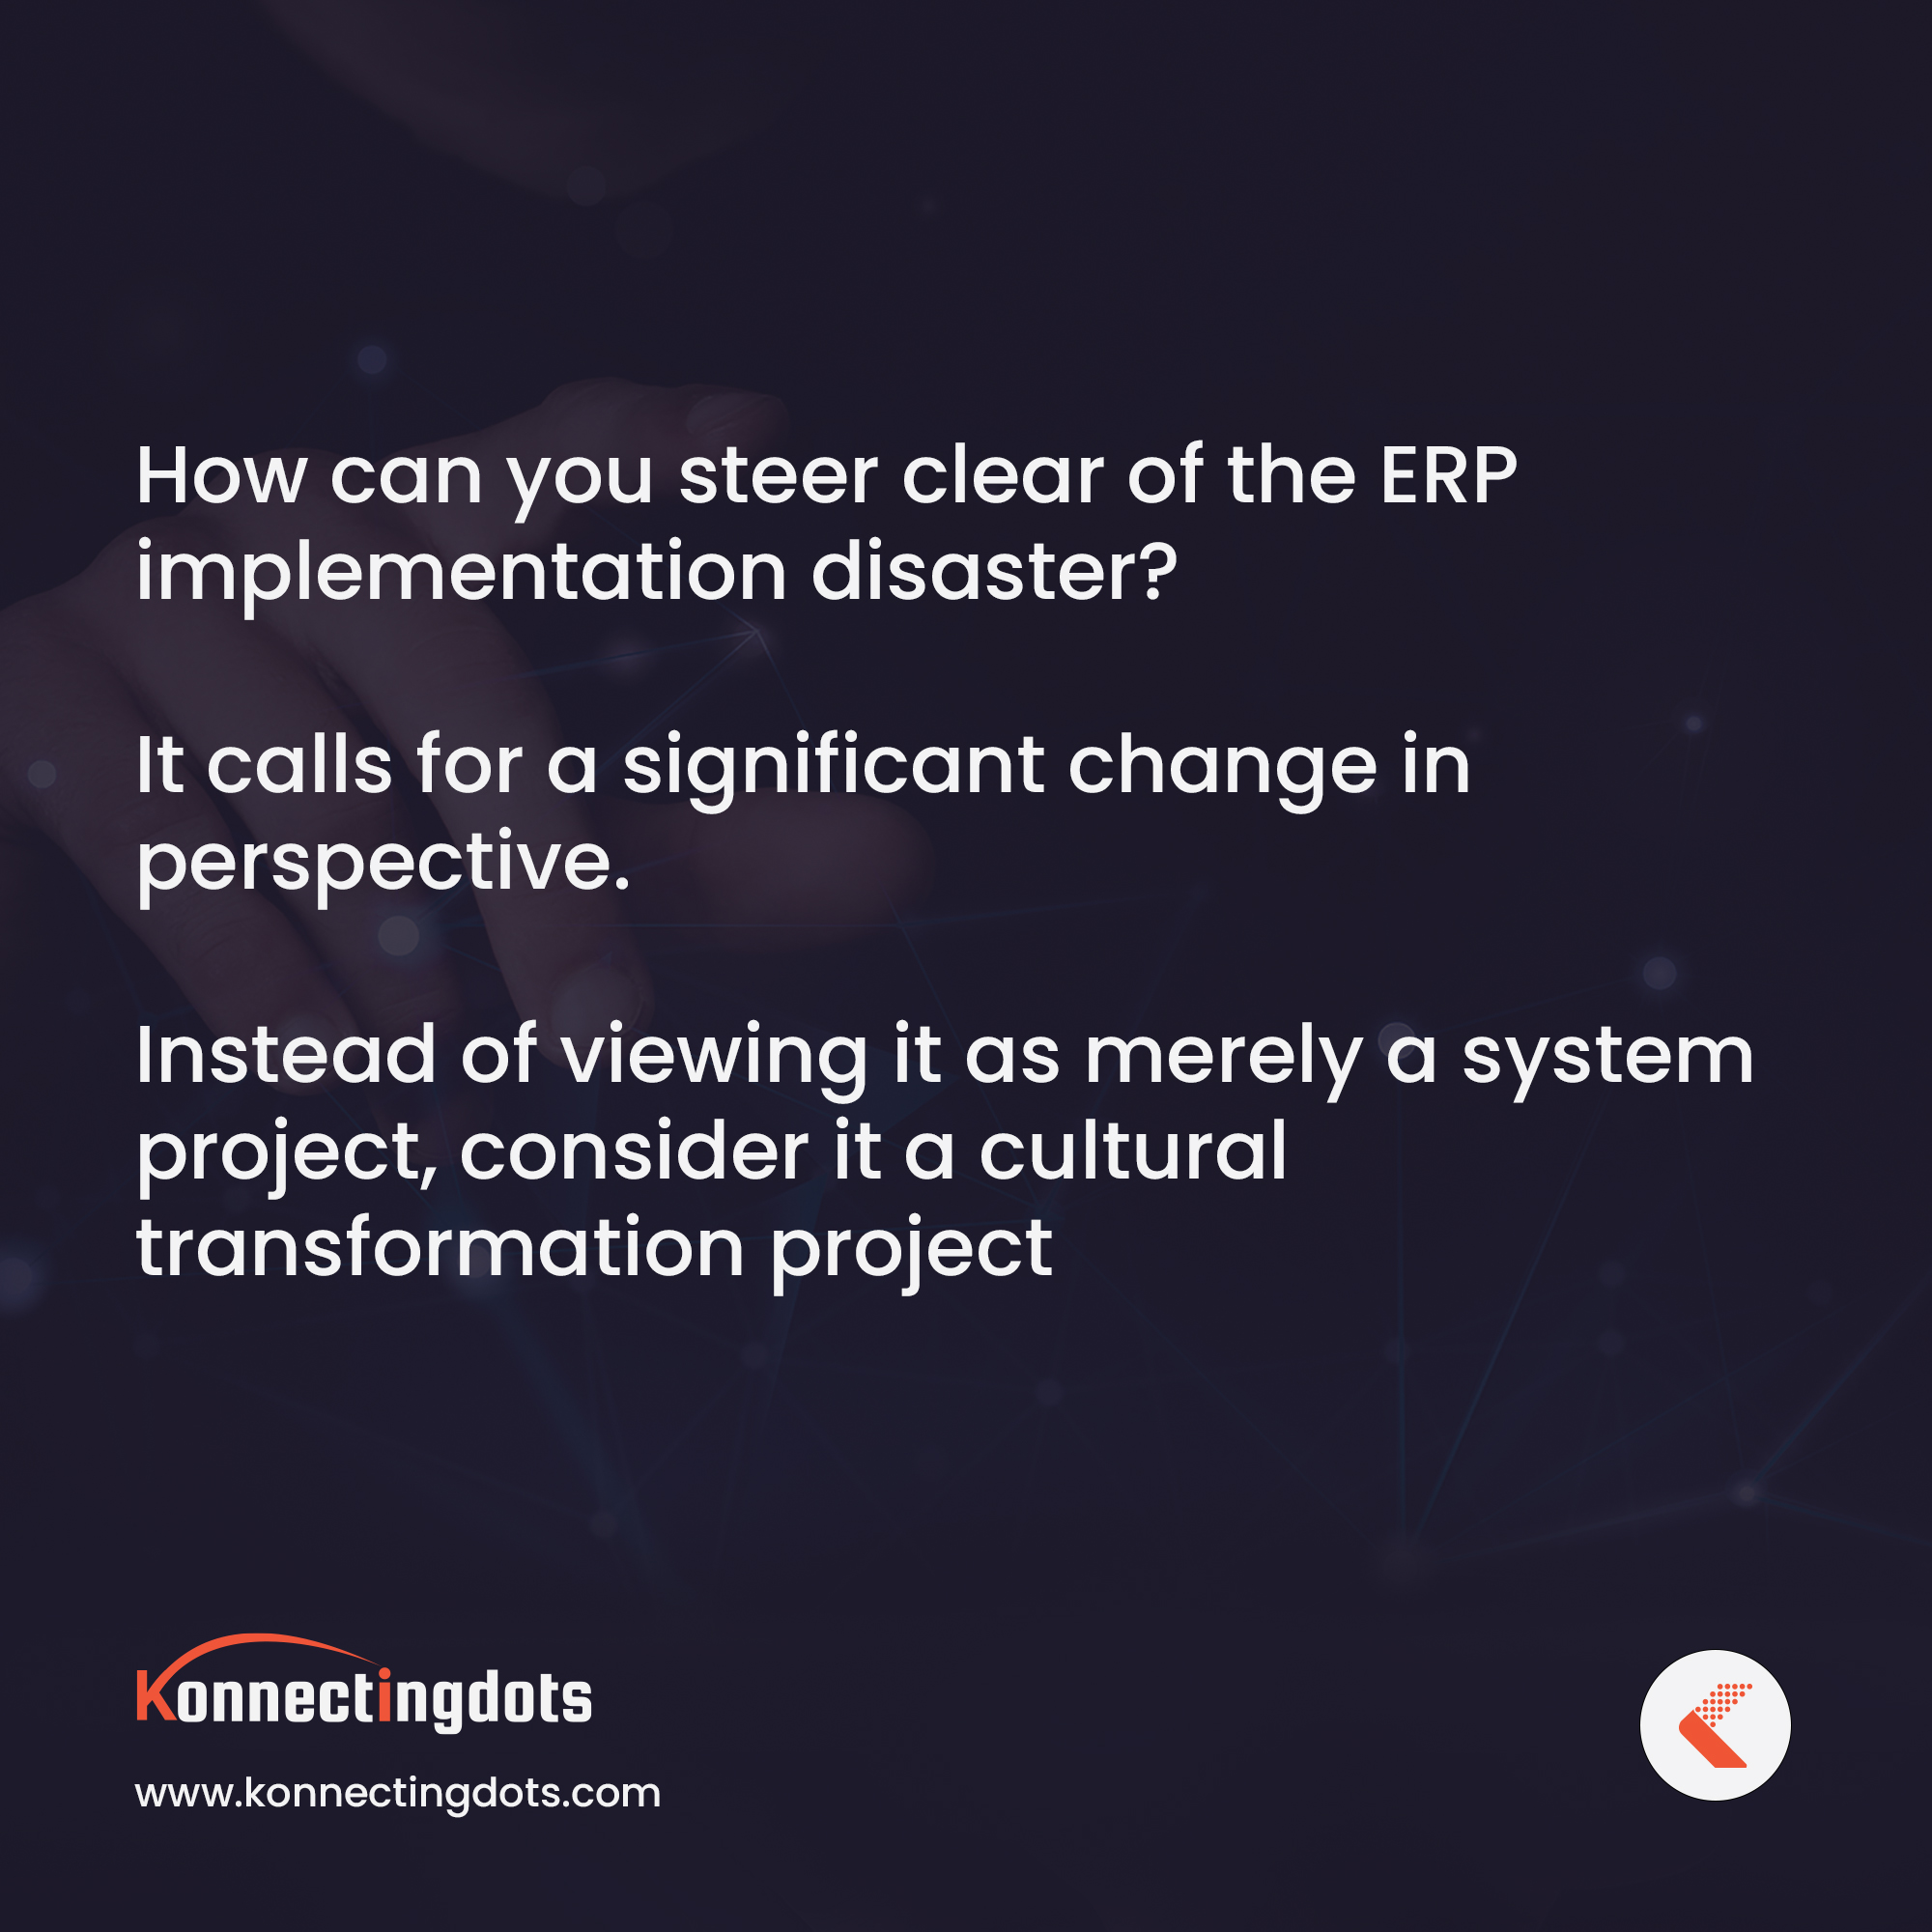 How can you steer clear of the ERP
implementation disaster?
It calls for a significant change in
perspective.
Instead of viewing it as merely a system
project, consider it a cultural
transformation project
Konnectingdots
www.konnectingdots.com